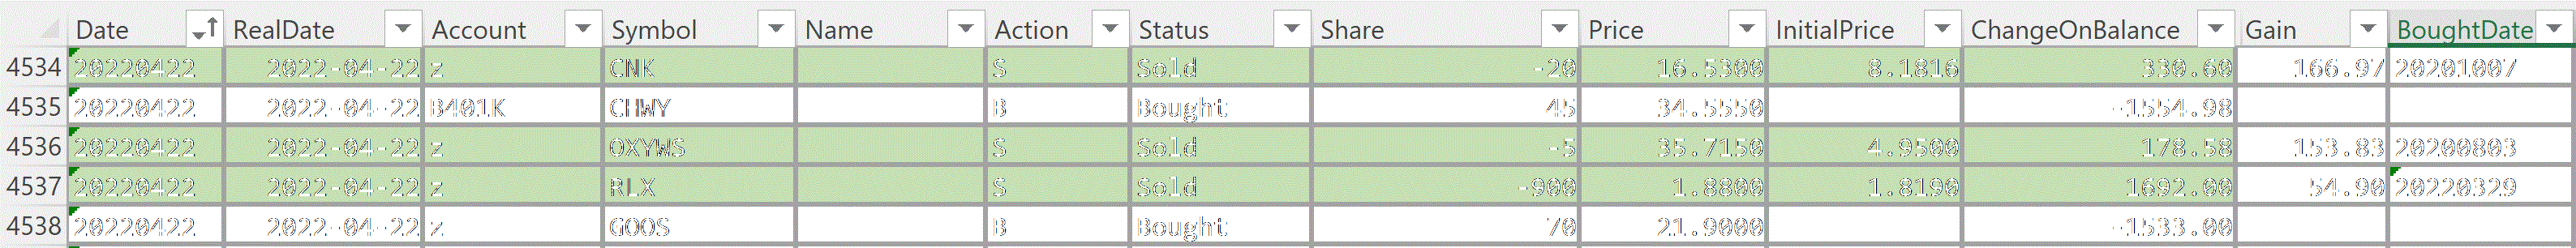 Date RealDate Account Symbol Name Action Status Share Price InitialPrice ChangeOnBalance Gain BoughtDate
4534 20220422 2022-04-22 z CNK S Sold -20 16.5300 8.1816 330.60 166.97 20201007
4535 20220422 2022-04-22 B401K CHWY B Bought 45 34.5550 -1554.98
4536 20220422 2022-04-22 z OXYWS S Sold -5 35.7150 4.9500 178.58 153.83 20200803
4537 20220422 2022-04-22 z RLX S Sold -900 1.8800 1.8190 1692.00 54.90 20220329
4538 20220422 2022-04-22 z GOOS B Bought 70 21.9000 -1533.00